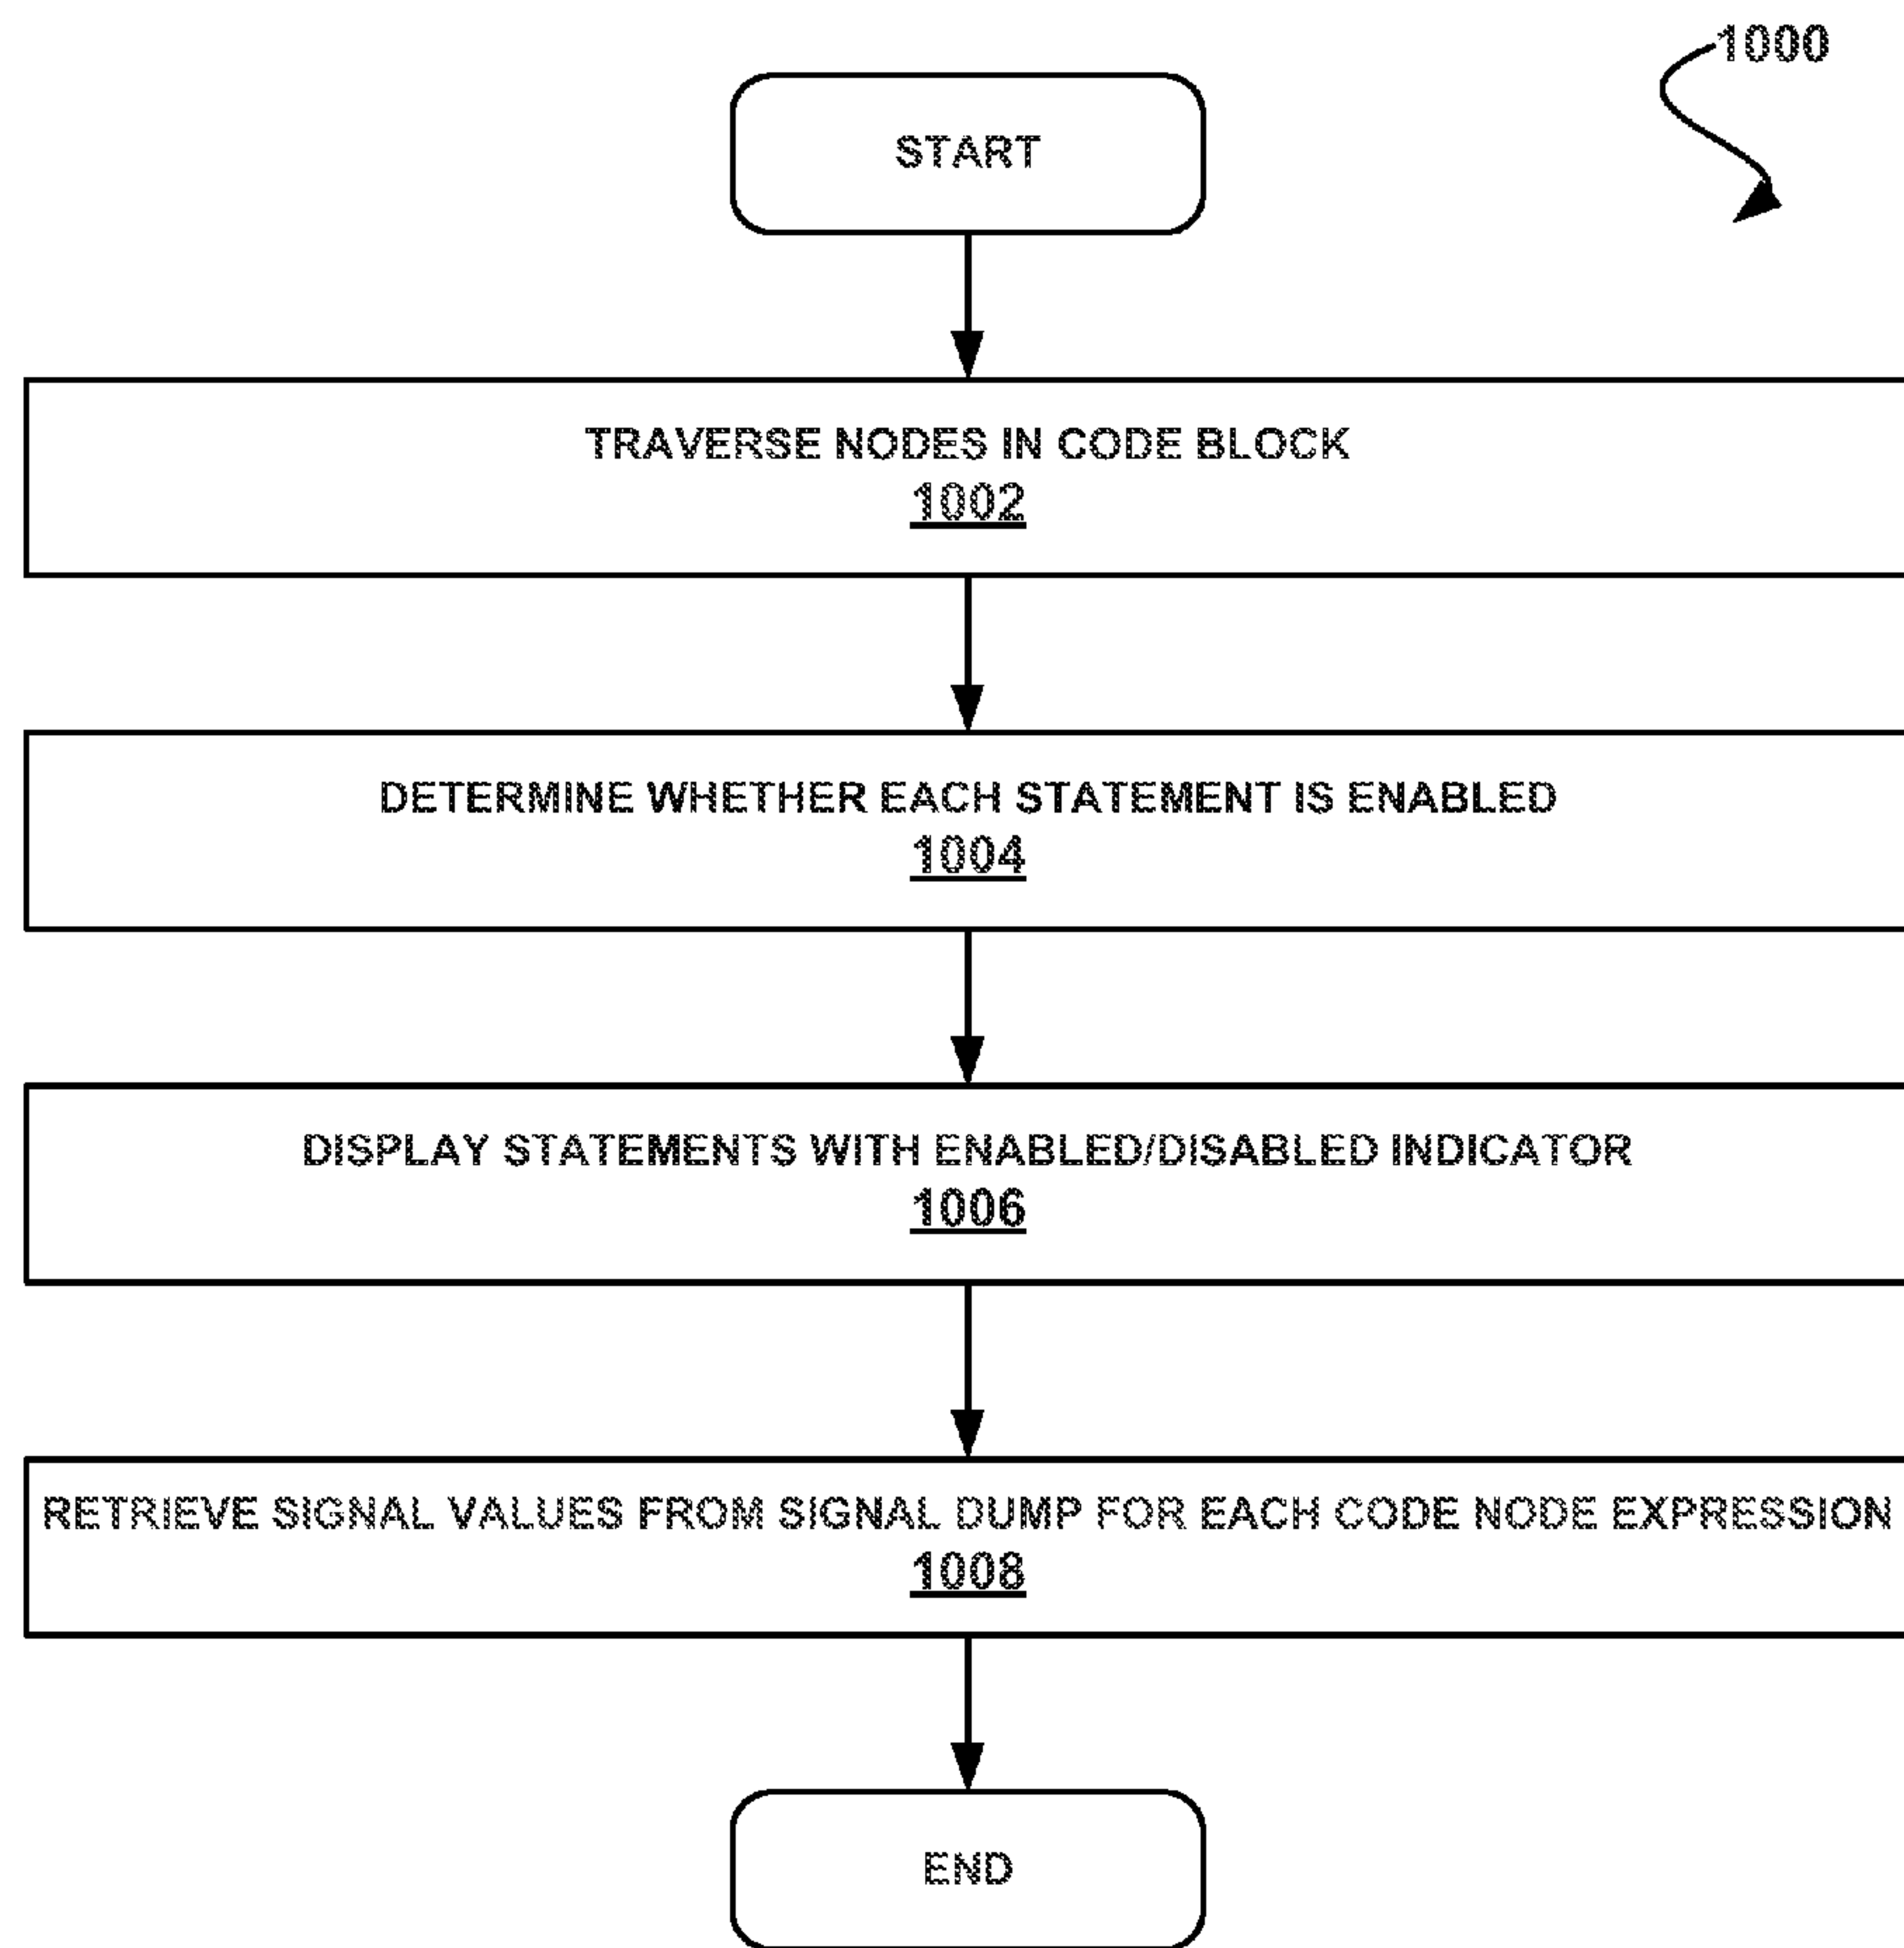 1000
START
TRAVERSE NODES IN CODE BLOCK
1002
DETERMINE WHETHER EACH STATEMENT IS ENABLED
1004
DISPLAY STATEMENTS WITH ENABLED/DISABLED INDICATOR
1006
RETRIEVE SIGNAL VALUES FROM SIGNAL DUMP FOR EACH CODE NODE EXPRESSION
1008
END